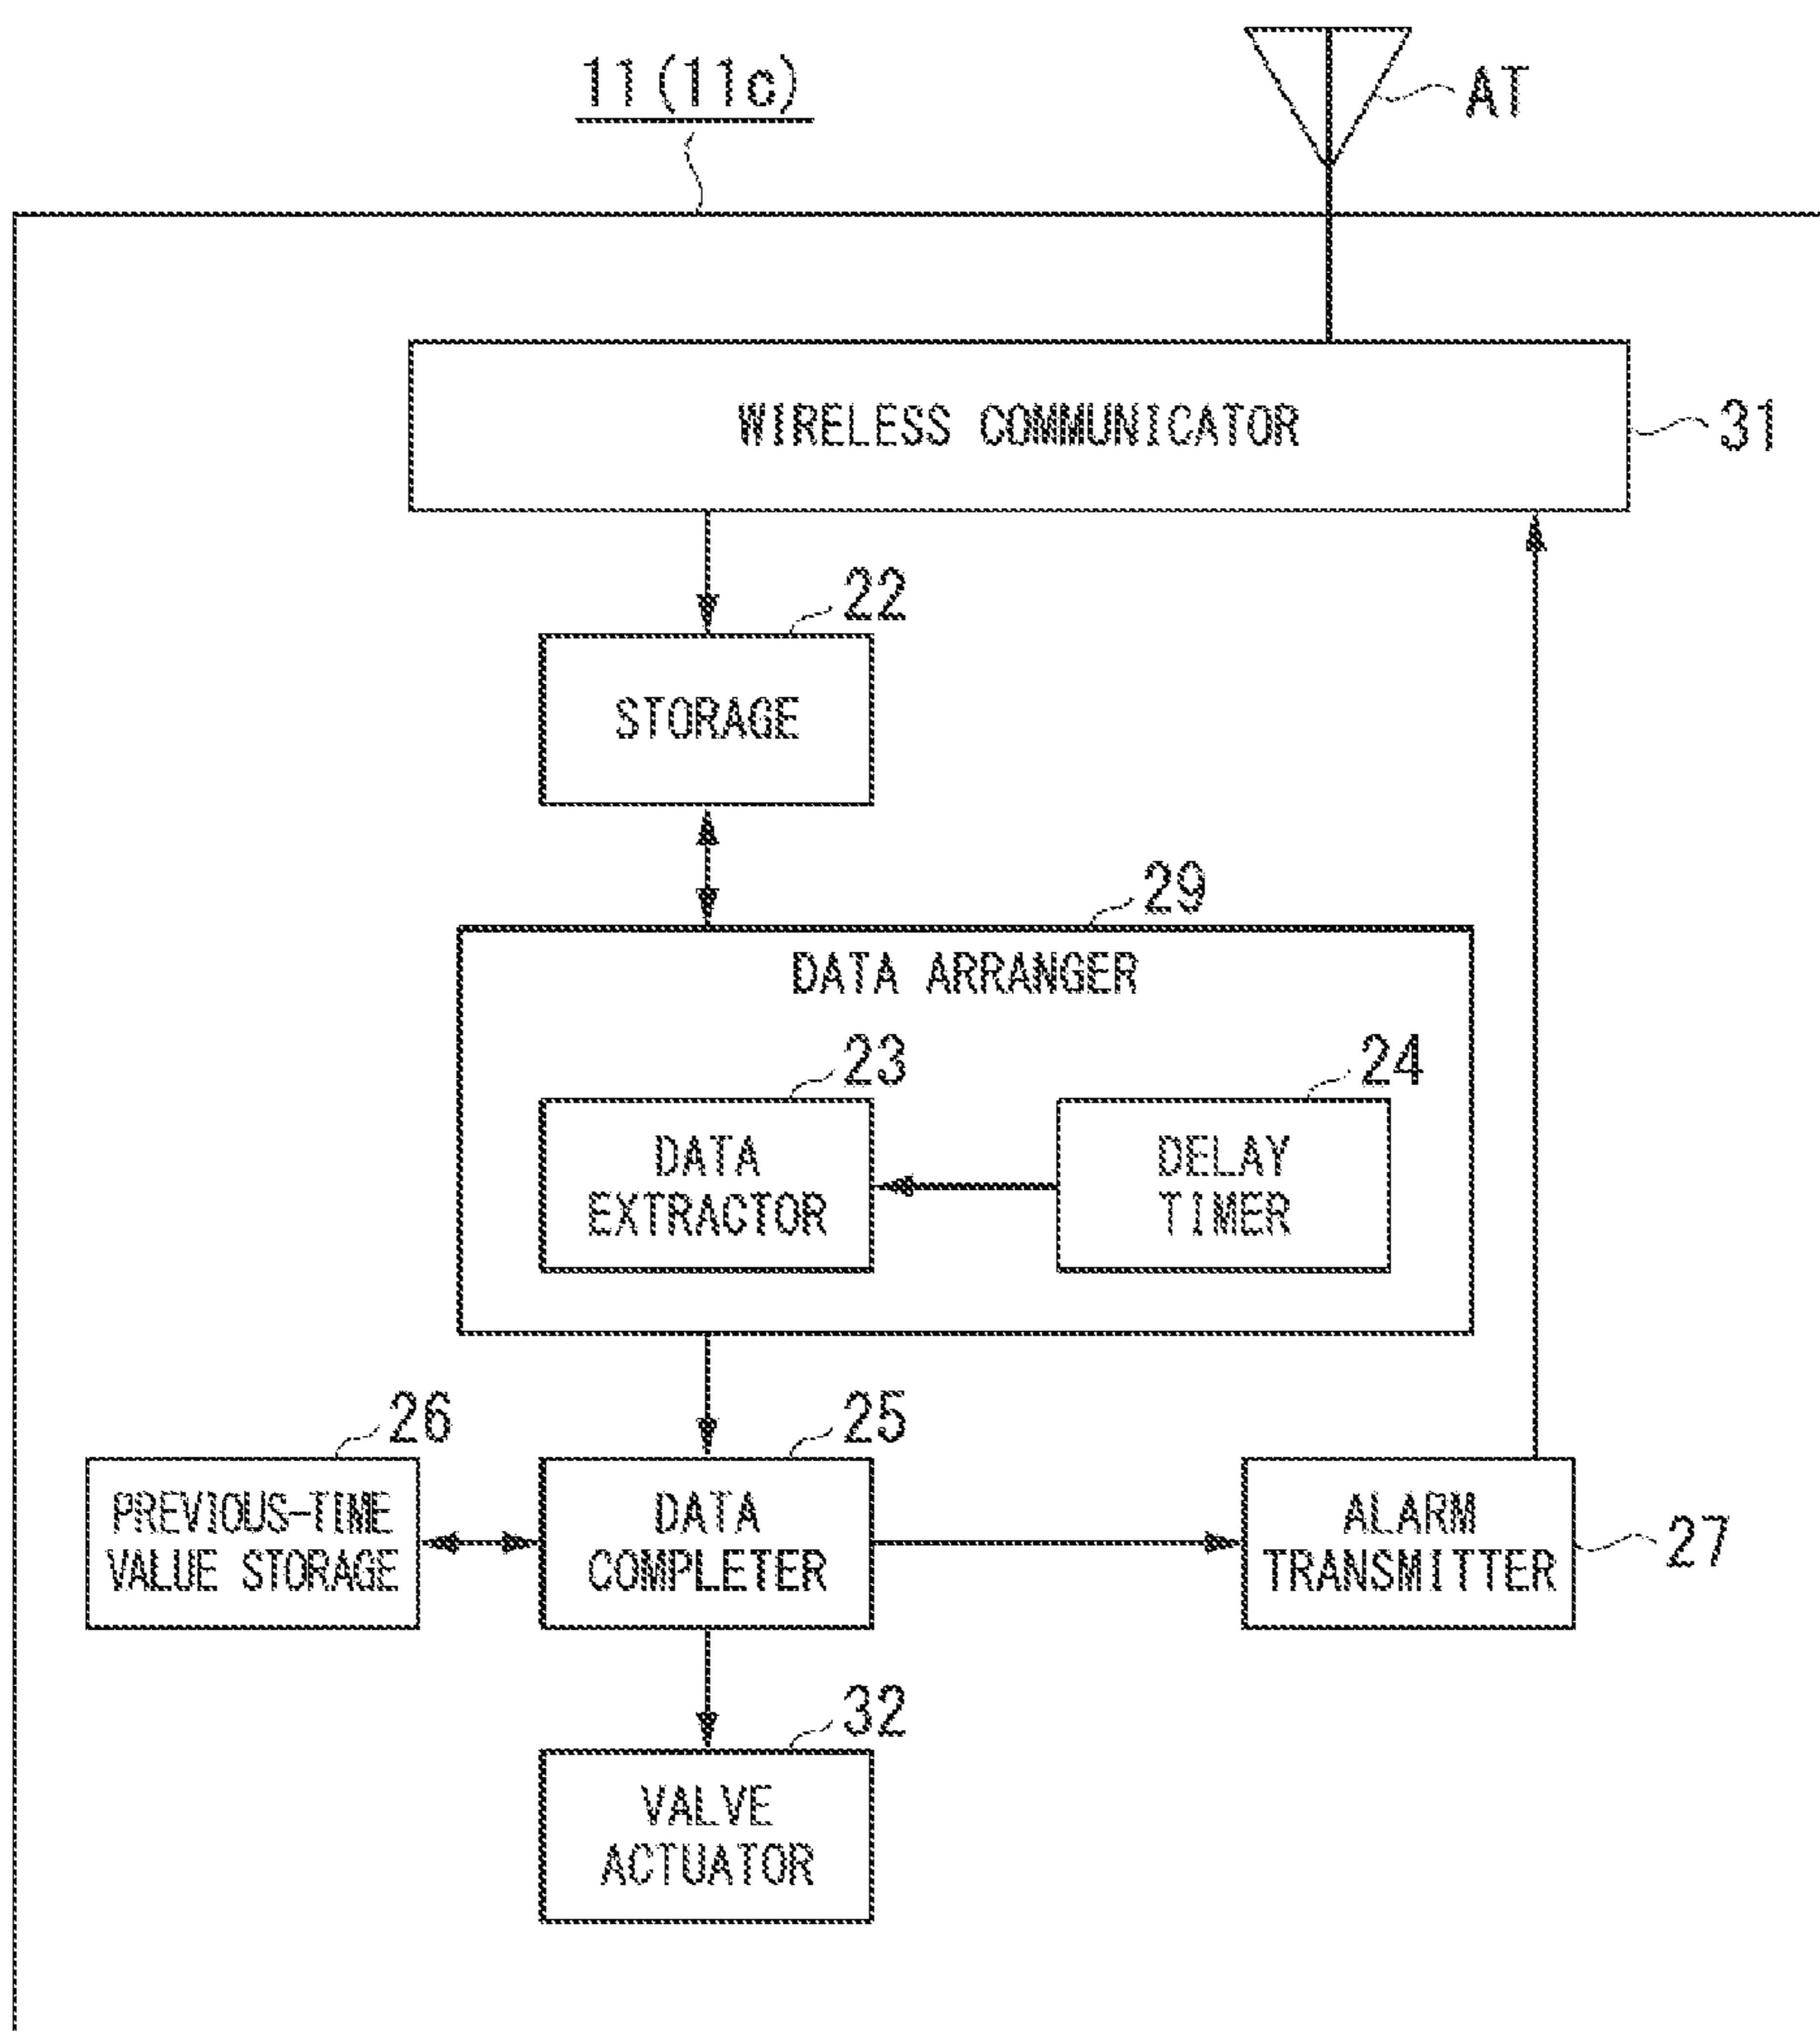 11(11c)
AT
WIRELESS COMMUNICATOR
31
22
STORAGE
29
DATA ARRANGER
23
24
DATA
EXTRACTOR
DELAY
TIMER
26
25
PREVIOUS-TIME
VALUE STORAGE
DATA
COMPLETER
ALARM
TRANSMITTER
27
32
VALVE
ACTUATOR